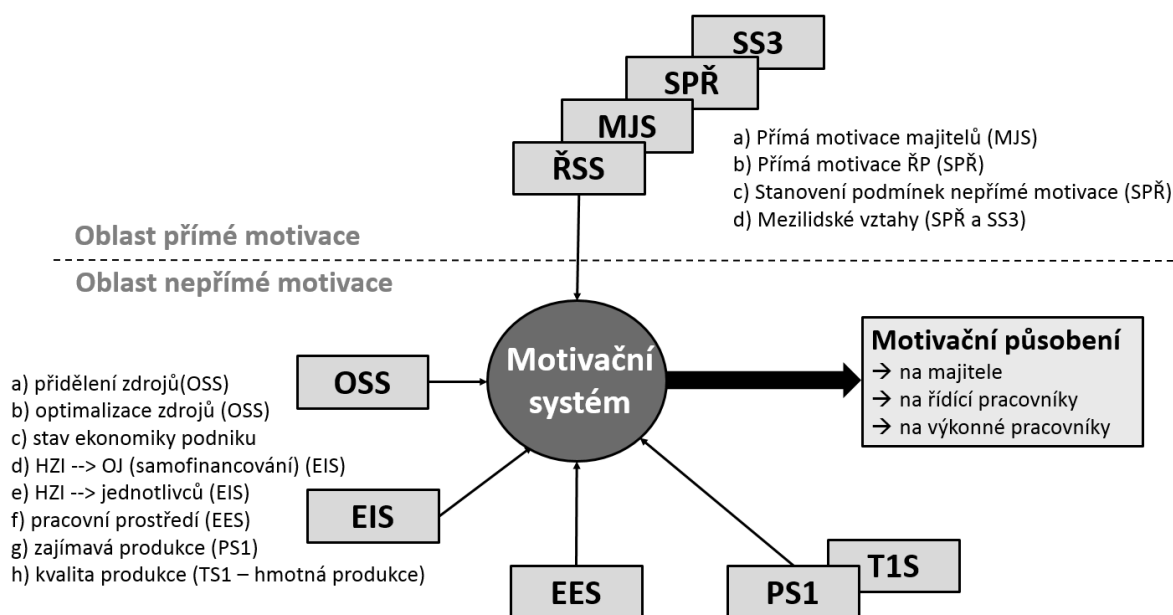 SS3
SPŘ
MJS
ŘSS
a) Přímá motivace majitelů (MJS)
b) Přímá motivace ŘP (SPŘ)
c) Stanovení podmínek nepřímé motivace (SPŘ)
d) Mezilidské vztahy (SPŘ a SS3)
Oblast přímé motivace
Oblast nepřímé motivace
Motivační
systém
Motivační působení
→ na majitele
→ na řídící pracovníky
→ na výkonné pracovníky
OSS
a) přidělení zdrojů(OSS)
b) optimalizace zdrojů (OSS)
c) stav ekonomiky podniku
d) HZI --> OJ (samofinancování) (EIS)
e) HZI --> jednotlivců (EIS)
f) pracovní prostředí (EES)
g) zajímavá produkce (PS1)
h) kvalita produkce (TS1 – hmotná produkce)
EIS
EES
PS1
T1S